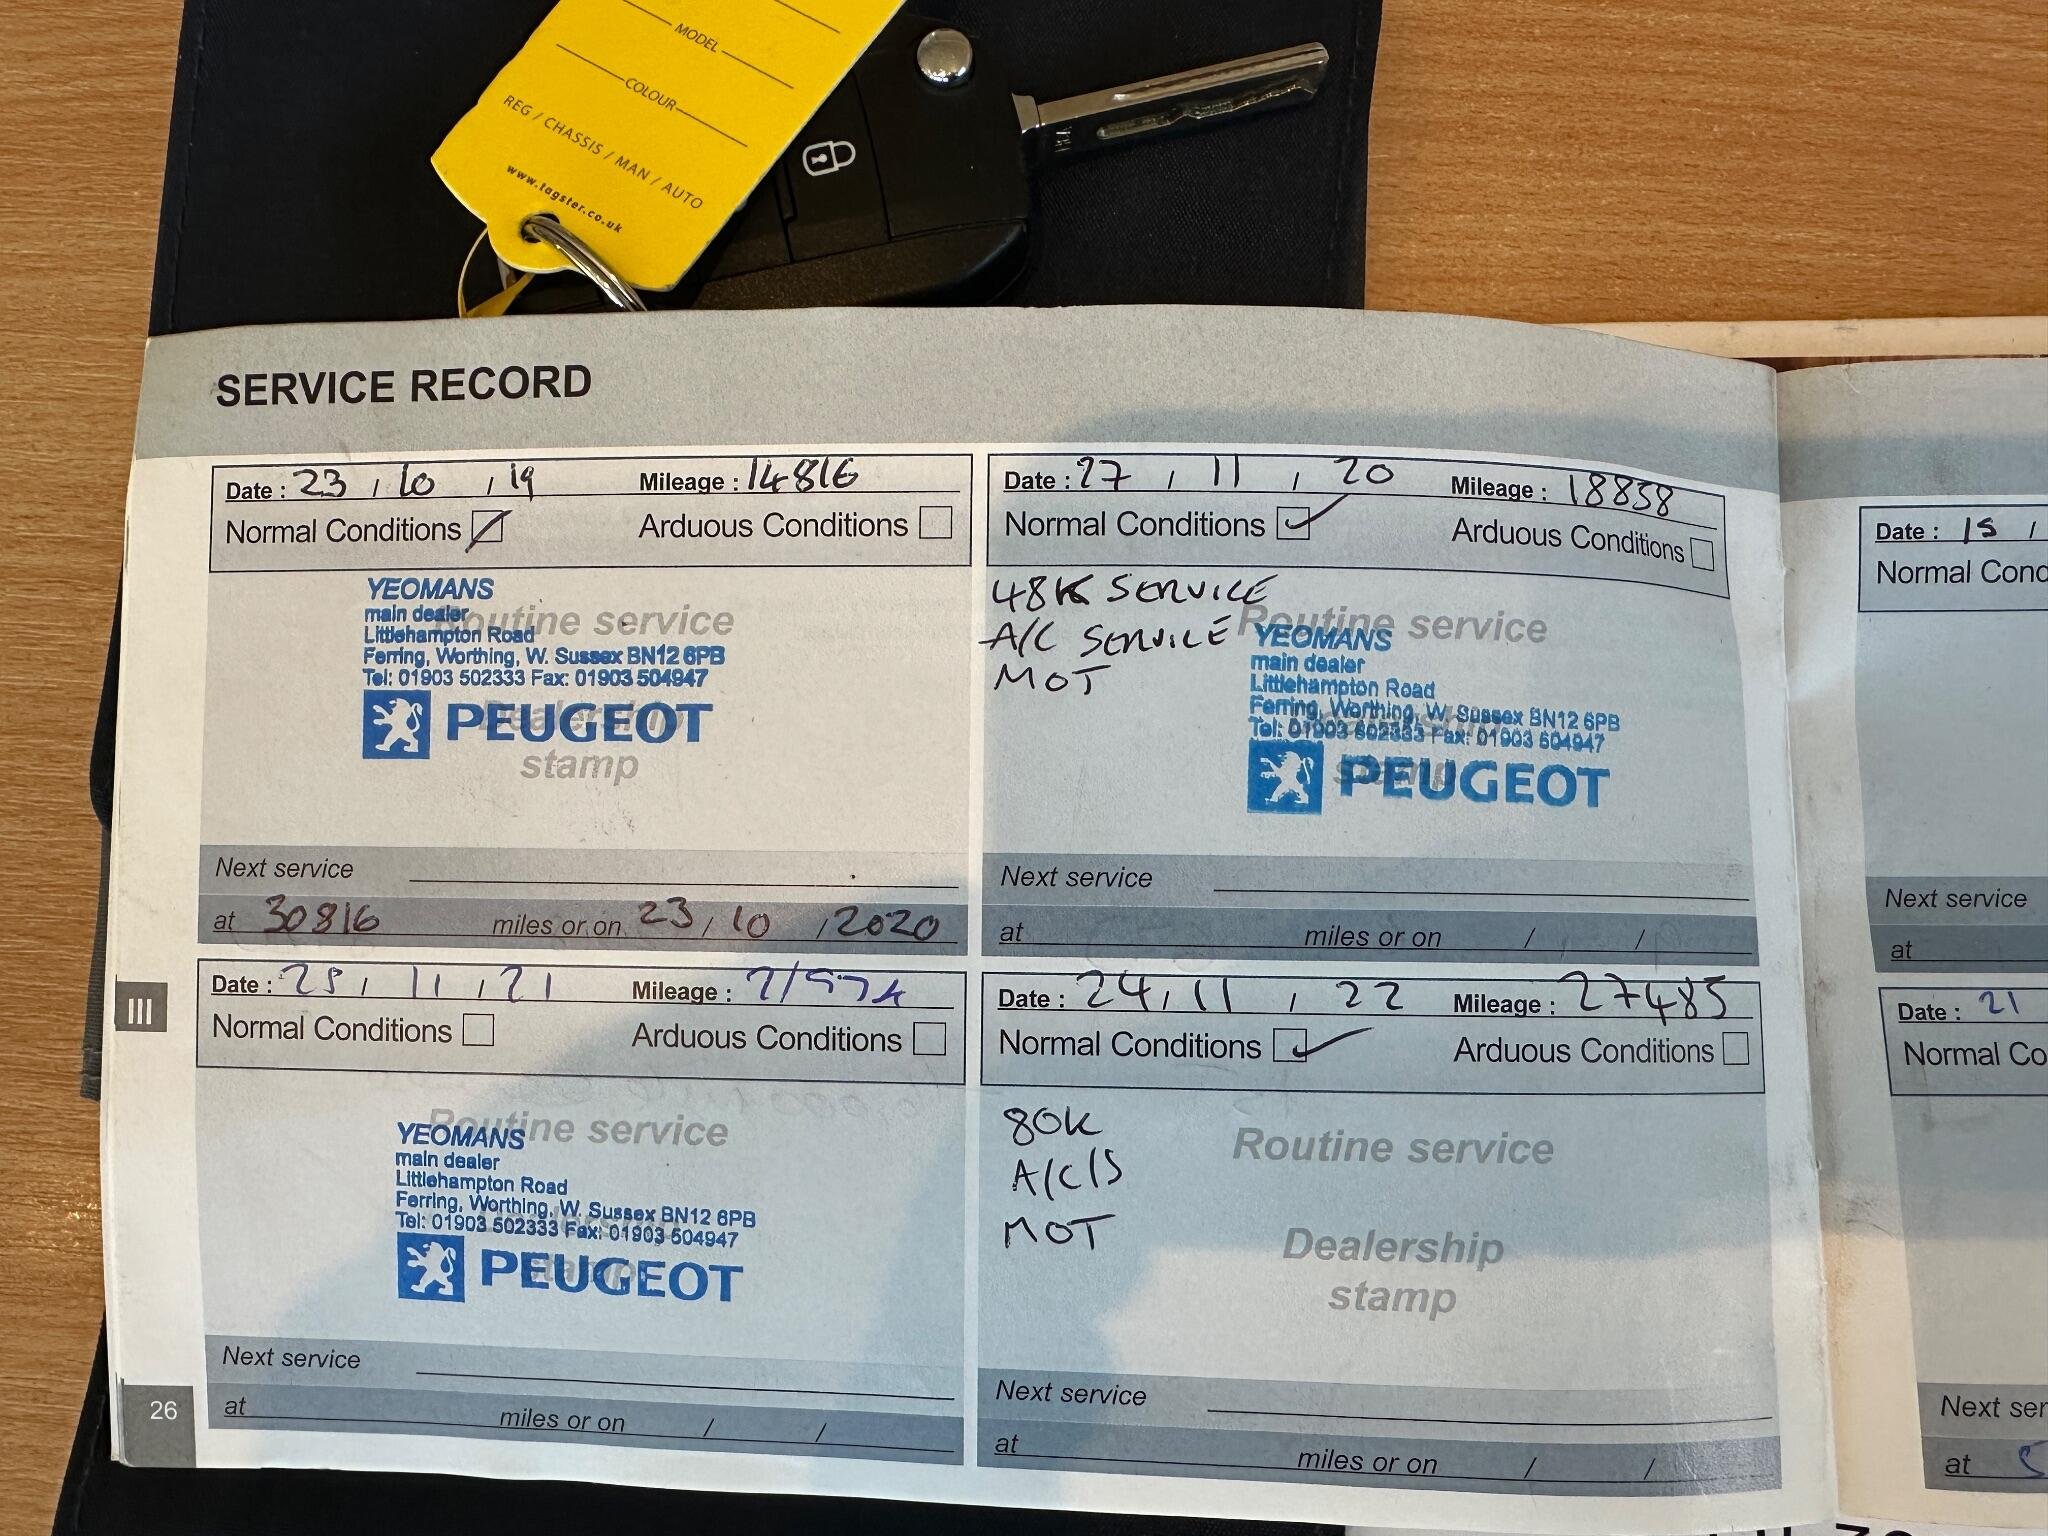 MODEL
COLOUR
REG / CHASSIS / MAN / AUTO
www.tagster.co.uk
SERVICE RECORD
Date : 23 / 10 / 19 Mileage : 14816
Normal Conditions Arduous Conditions
YEOMANS
main dealer
Routine service
Littlehampton Road
Ferring, Worthing, W. Sussex BN12 6PB
Tel: 01903 502333 Fax: 01903 504947
Dealership
PEUGEOT
stamp
Next service
at 30816 miles or on 23 / 10 / 2020
Date : 27 / 11 / 20 Mileage : 18838
Normal Conditions Arduous Conditions
48K SERVICE
A/C SERVICE
MOT
Routine service
YEOMANS
main dealer
Littlehampton Road
Ferring, Worthing, W. Sussex BN12 6PB
Tel: 01903 502333 Fax: 01903 504947
PEUGEOT
stamp
Next service
at miles or on / /
Date : 25 / 11 / 21 Mileage :
Normal Conditions Arduous Conditions
Routine service
YEOMANS
main dealer
Littlehampton Road
Ferring, Worthing, W. Sussex BN12 6PB
Tel: 01903 502333 Fax: 01903 504947
PEUGEOT
stamp
Next service
at miles or on / /
Date : 24 / 11 / 22 Mileage : 27485
Normal Conditions Arduous Conditions
80K
A/C/S
MOT
Routine service
Dealership
stamp
Next service
at miles or on / /
III
26
Date : 15 /
Normal Cond
Next service
at
Date : 21
Normal Co
Next ser
at 5